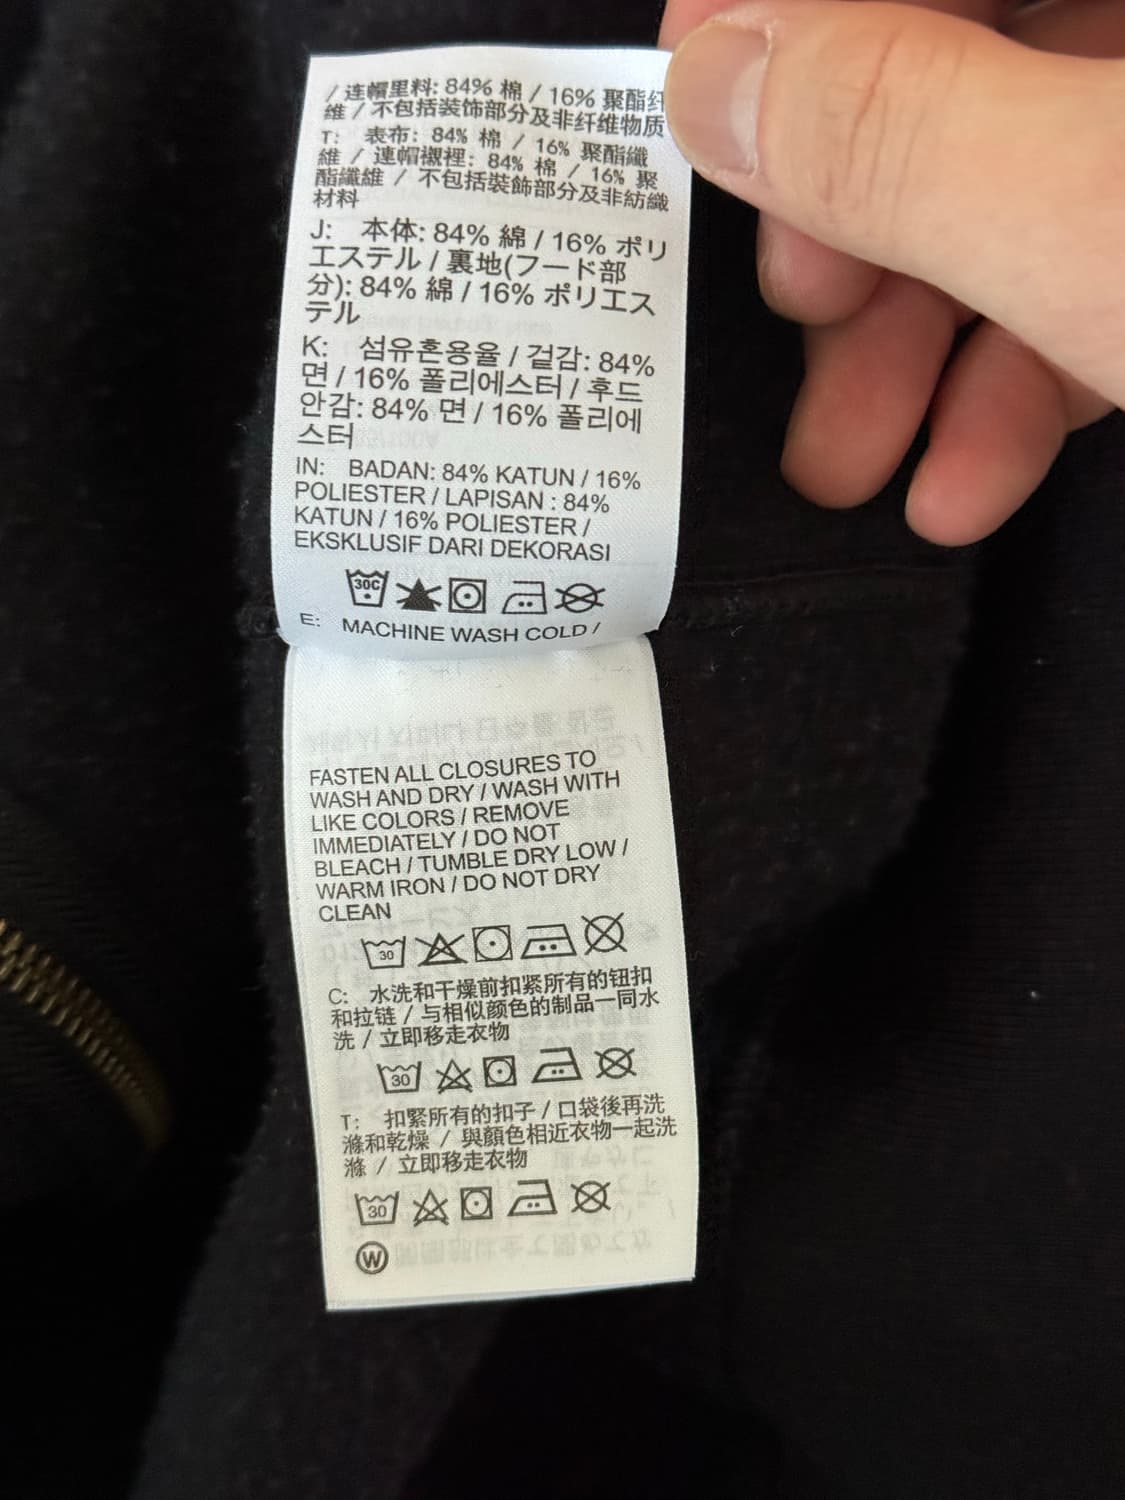 / 连帽里料: 84% 棉 / 16% 聚酯纤
维 / 不包括装饰部分及非纤维物质
T: 表布: 84% 棉 / 16% 聚酯纖
維 / 連帽襯裡: 84% 棉 / 16% 聚
酯纖維 / 不包括裝飾部分及非紡織
材料
J: 本体: 84% 綿 / 16% ポリ
エステル / 裏地(フード部
分): 84% 綿 / 16% ポリエス
テル
K: 섬유혼용율 / 겉감: 84%
면 / 16% 폴리에스터 / 후드
안감: 84% 면 / 16% 폴리에
스터
IN: BADAN: 84% KATUN / 16%
POLIESTER / LAPISAN : 84%
KATUN / 16% POLIESTER /
EKSKLUSIF DARI DEKORASI
30C
E: MACHINE WASH COLD /
FASTEN ALL CLOSURES TO
WASH AND DRY / WASH WITH
LIKE COLORS / REMOVE
IMMEDIATELY / DO NOT
BLEACH / TUMBLE DRY LOW /
WARM IRON / DO NOT DRY
CLEAN
30
C: 水洗和干燥前扣紧所有的钮扣
和拉链 / 与相似颜色的制品一同水
洗 / 立即移走衣物
30
T: 扣緊所有的扣子 / 口袋後再洗
滌和乾燥 / 與顏色相近衣物一起洗
滌 / 立即移走衣物
30
W